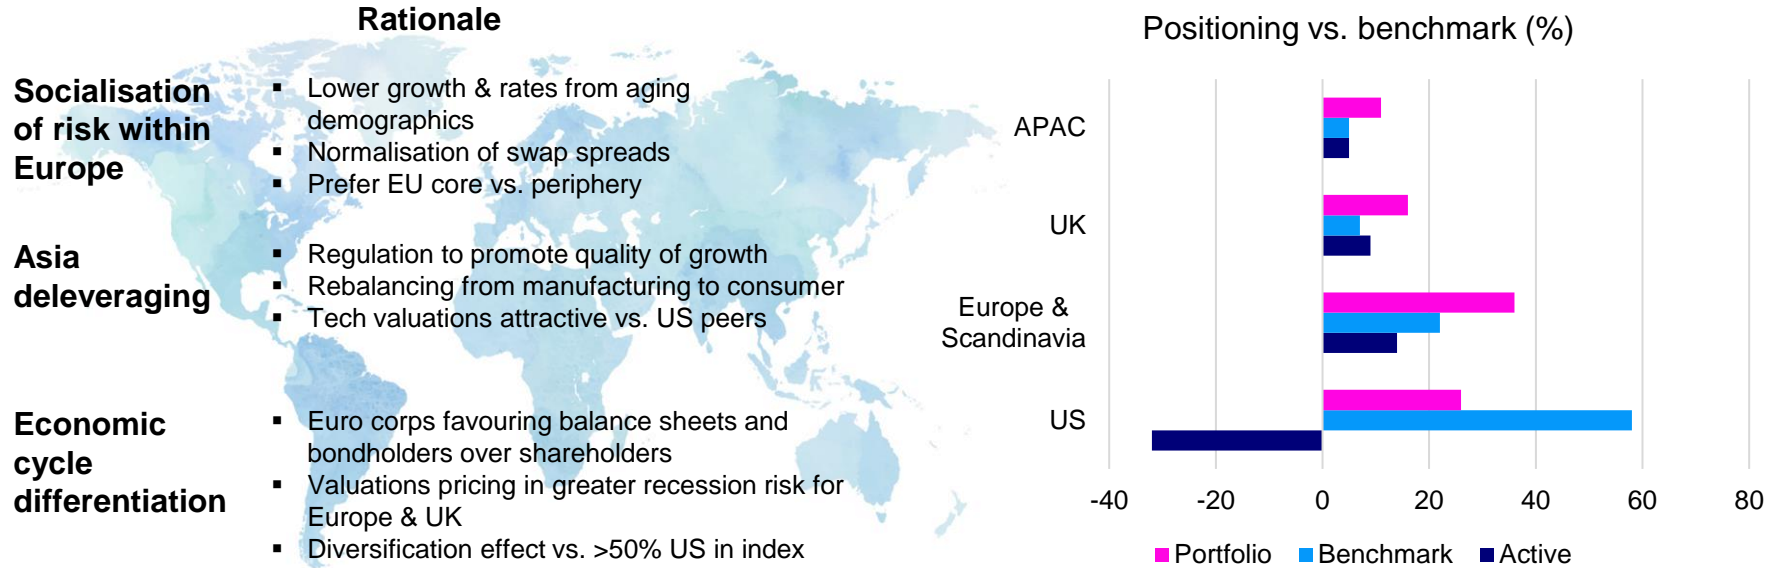 Rationale
Socialisation
of risk within
Europe
▪ Lower growth & rates from aging
demographics
▪ Normalisation of swap spreads
▪ Prefer EU core vs. periphery
Asia
deleveraging
▪ Regulation to promote quality of growth
▪ Rebalancing from manufacturing to consumer
▪ Tech valuations attractive vs. US peers
Economic
cycle
differentiation
▪ Euro corps favouring balance sheets and
bondholders over shareholders
▪ Valuations pricing in greater recession risk for
Europe & UK
▪ Diversification effect vs. >50% US in index
Positioning vs. benchmark (%)
APAC
UK
Europe &
Scandinavia
US
-40 -20 0 20 40 60 80
Portfolio Benchmark Active